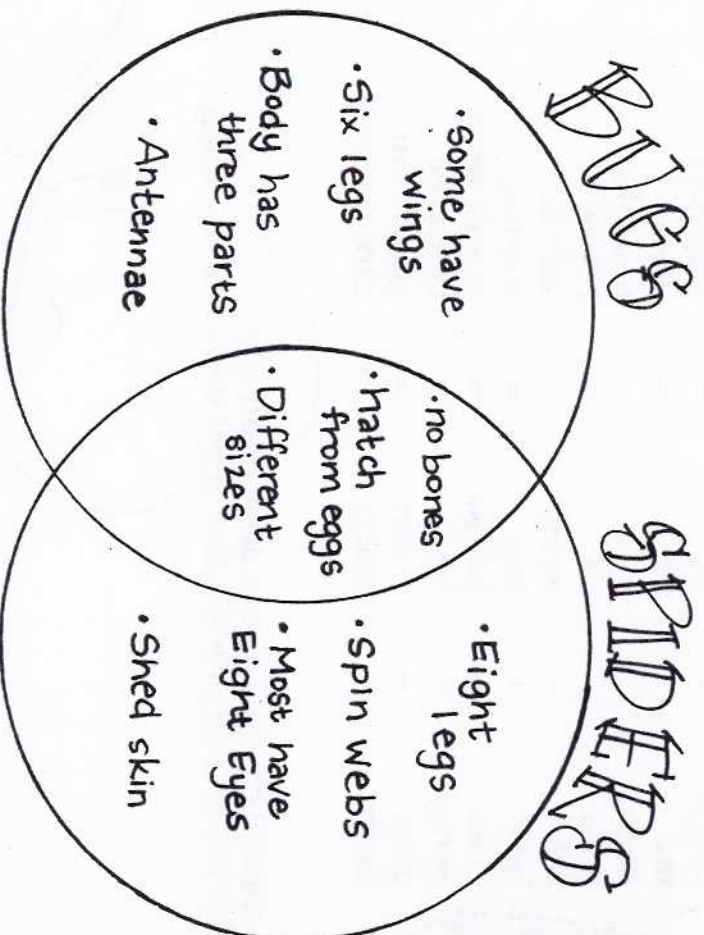 BUGS
SPIDERS
· Some have
wings
· Six legs
· Body has
three parts
· Antennae
· no bones
· hatch
from eggs
· Different
sizes
· Eight
legs
· Spin webs
· Most have
Eight Eyes
· Shed skin